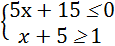 5x + 15 ≤ 0
x + 5 ≥ 1